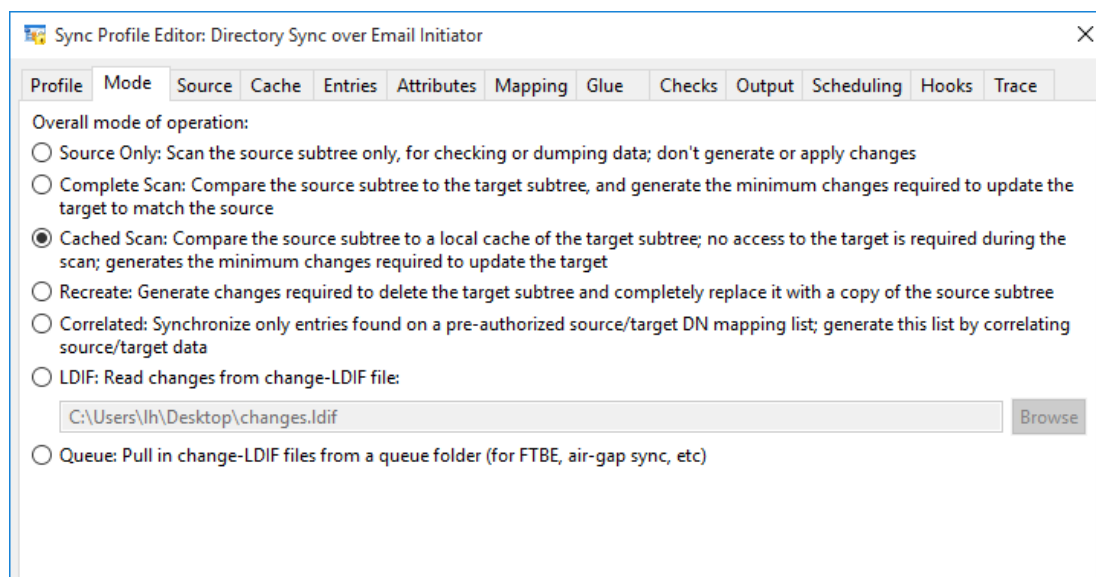 Sync Profile Editor: Directory Sync over Email Initiator
Profile Mode Source Cache Entries Attributes Mapping Glue Checks Output Scheduling Hooks Trace
Overall mode of operation:
Source Only: Scan the source subtree only, for checking or dumping data; don't generate or apply changes
Complete Scan: Compare the source subtree to the target subtree, and generate the minimum changes required to update the
target to match the source
Cached Scan: Compare the source subtree to a local cache of the target subtree; no access to the target is required during the
scan; generates the minimum changes required to update the target
Recreate: Generate changes required to delete the target subtree and completely replace it with a copy of the source subtree
Correlated: Synchronize only entries found on a pre-authorized source/target DN mapping list; generate this list by correlating
source/target data
LDIF: Read changes from change-LDIF file:
C:\Users\lh\Desktop\changes.ldif Browse
Queue: Pull in change-LDIF files from a queue folder (for FTBE, air-gap sync, etc)